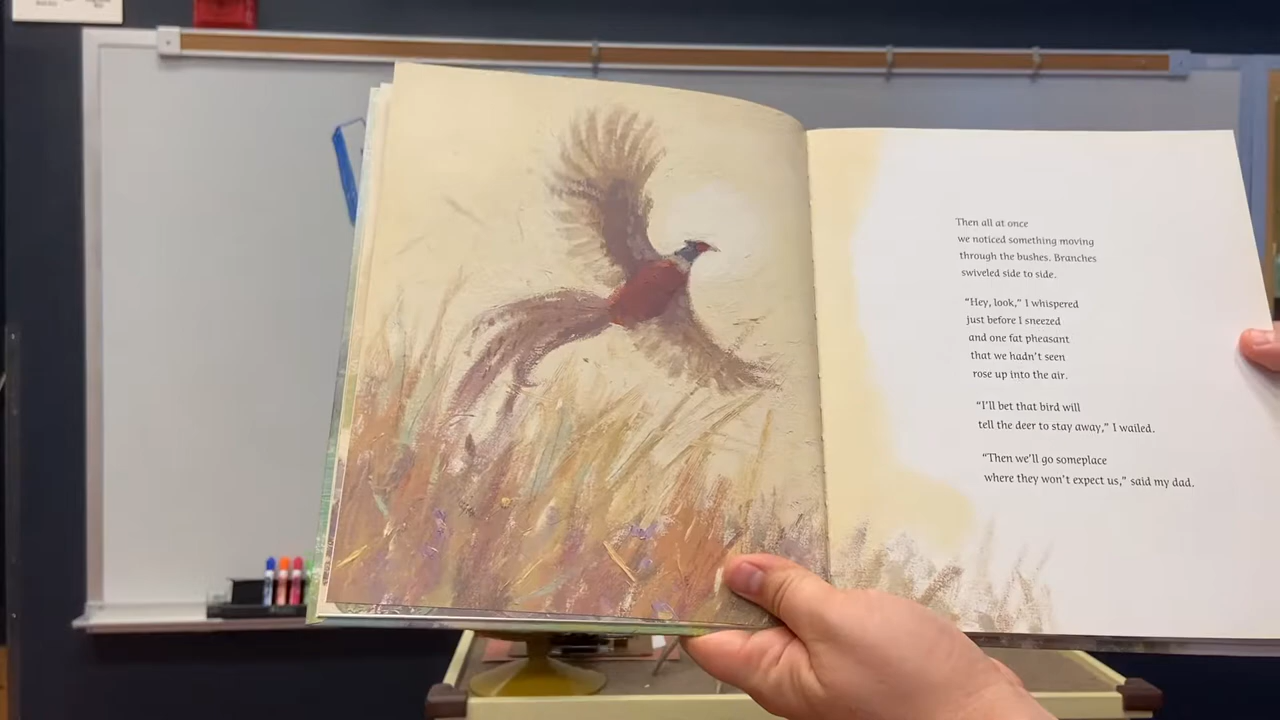 Then all at once
we noticed something moving
through the bushes. Branches
swiveled side to side.
“Hey, look,” I whispered
just before I sneezed
and one fat pheasant
that we hadn’t seen
rose up into the air.
“I’ll bet that bird will
tell the deer to stay away,” I wailed.
“Then we’ll go someplace
where they won’t expect us,” said my dad.